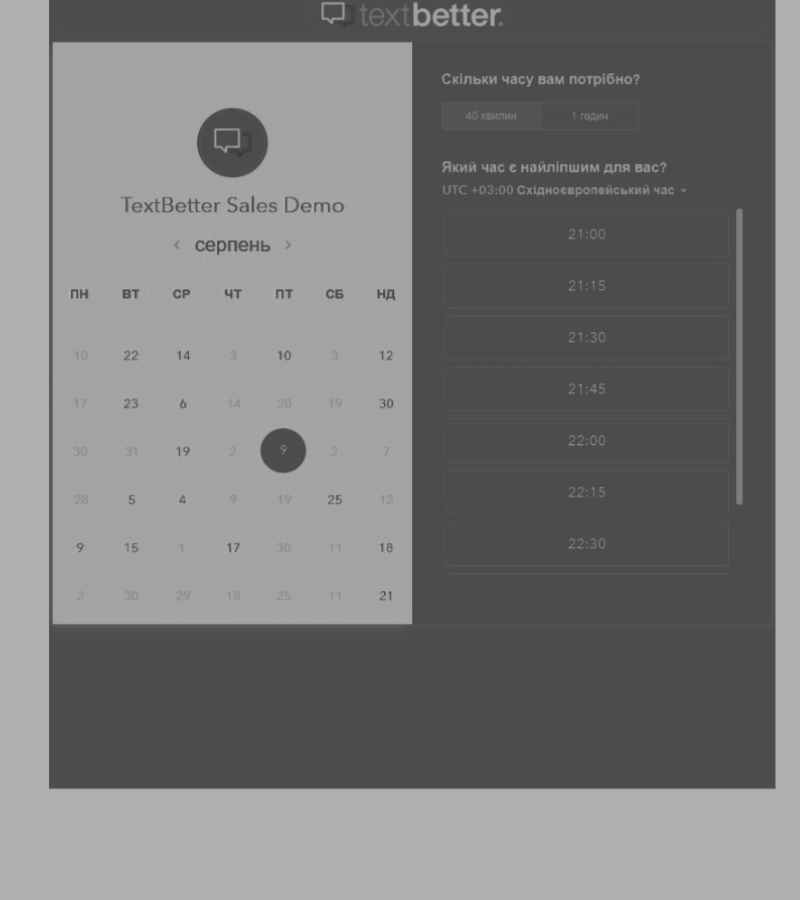 textbetter.
TextBetter Sales Demo
‹ серпень ›
ПН ВТ СР ЧТ ПТ СБ НД
10 22 14 3 10 3 12
17 23 6 14 20 19 30
30 31 19 2 9 2 7
28 5 4 9 19 25 12
9 15 1 17 30 11 18
2 30 29 18 25 11 21
Скільки часу вам потрібно?
40 хвилин 1 годин
Який час є найліпшим для вас?
UTC +03:00 Східноєвропейський час
21:00
21:15
21:30
21:45
22:00
22:15
22:30